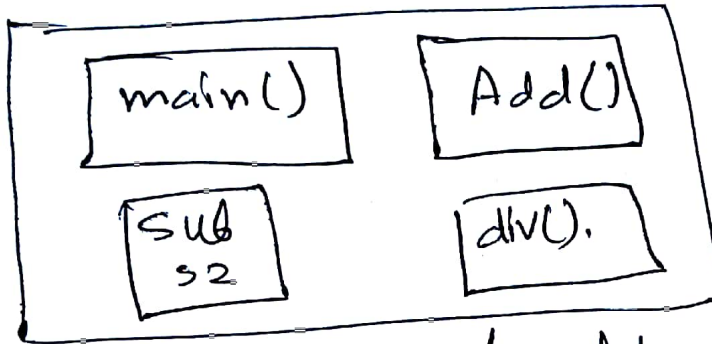 main() Add()
Sub div().
s2